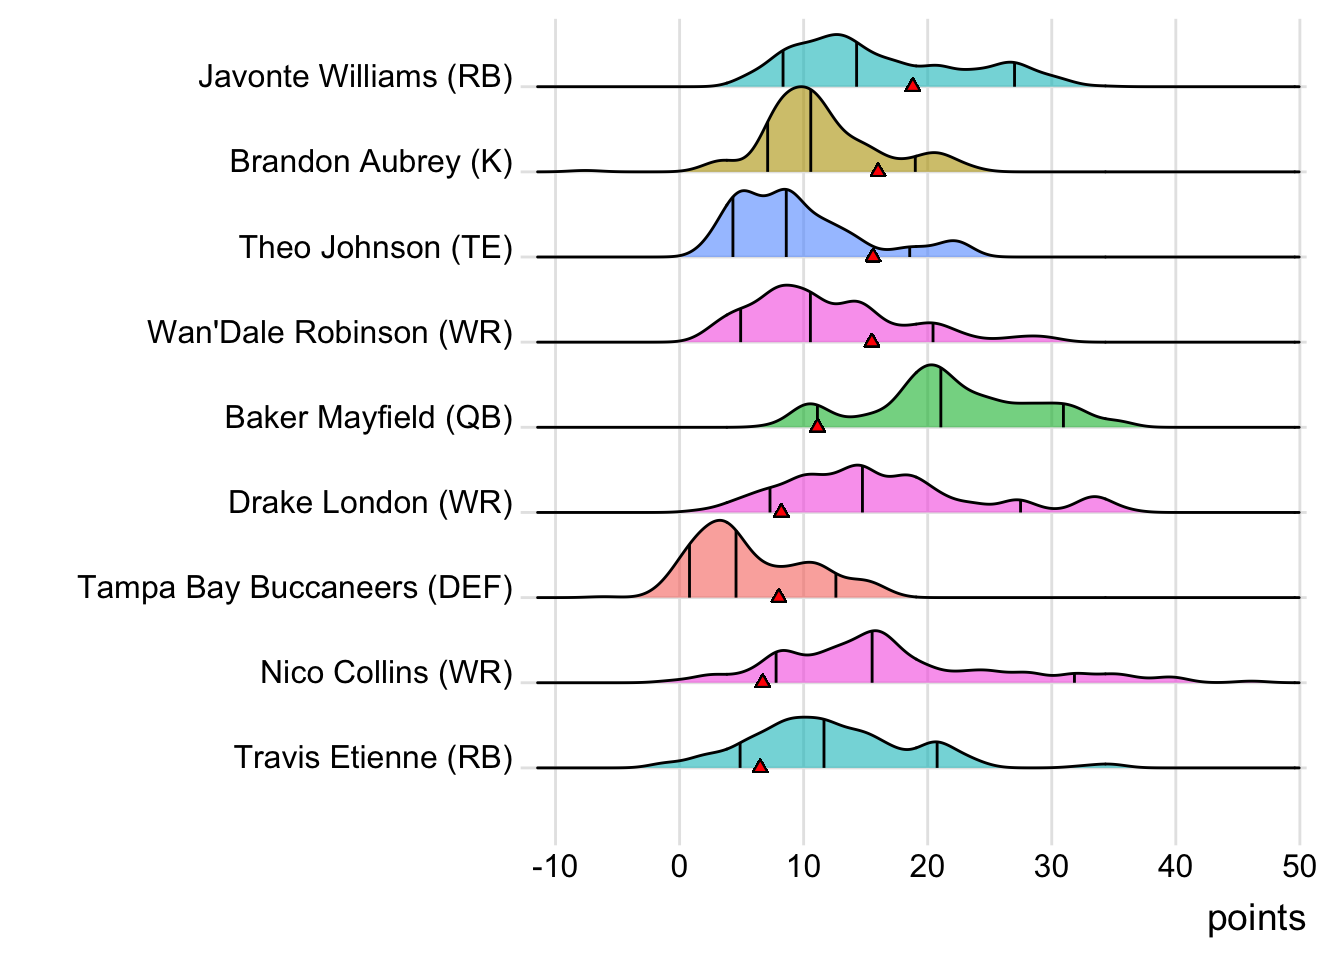 Javonte Williams (RB)
Brandon Aubrey (K)
Theo Johnson (TE)
Wan'Dale Robinson (WR)
Baker Mayfield (QB)
Drake London (WR)
Tampa Bay Buccaneers (DEF)
Nico Collins (WR)
Travis Etienne (RB)
-10 0 10 20 30 40 50
points